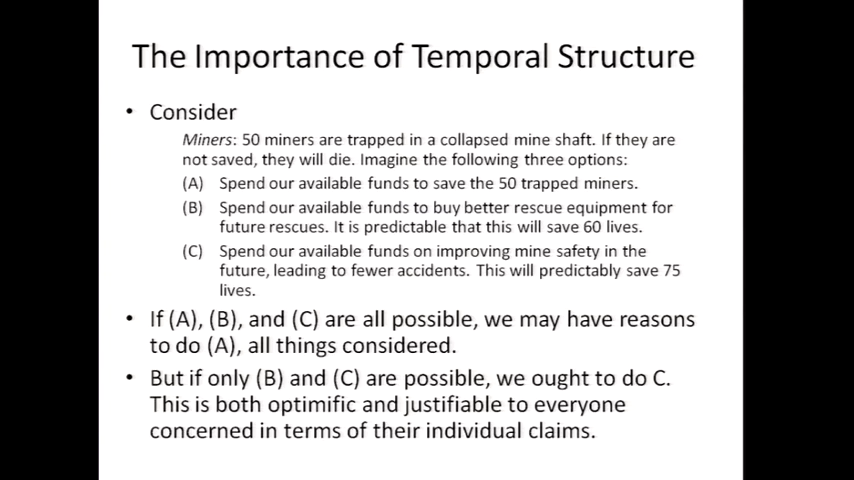 The Importance of Temporal Structure
• Consider
Miners: 50 miners are trapped in a collapsed mine shaft. If they are
not saved, they will die. Imagine the following three options:
(A) Spend our available funds to save the 50 trapped miners.
(B) Spend our available funds to buy better rescue equipment for
future rescues. It is predictable that this will save 60 lives.
(C) Spend our available funds on improving mine safety in the
future, leading to fewer accidents. This will predictably save 75
lives.
• If (A), (B), and (C) are all possible, we may have reasons
to do (A), all things considered.
• But if only (B) and (C) are possible, we ought to do C.
This is both optimific and justifiable to everyone
concerned in terms of their individual claims.